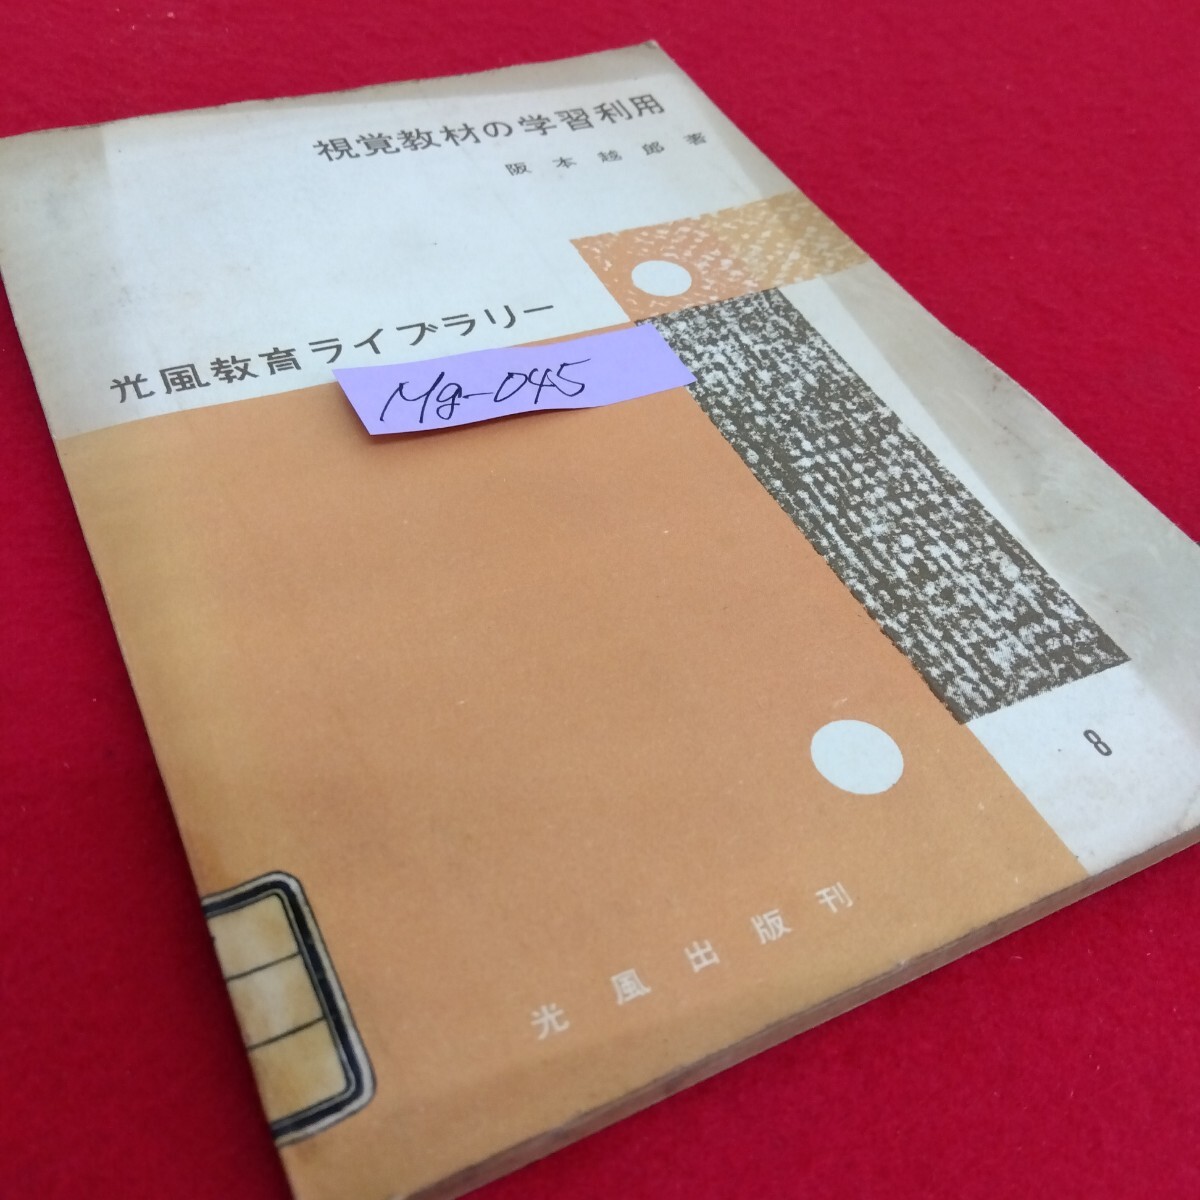 視覚教材の学習利用
阪本越郎著
光風教育ライブラリー
Mg-045
8
光風出版刊